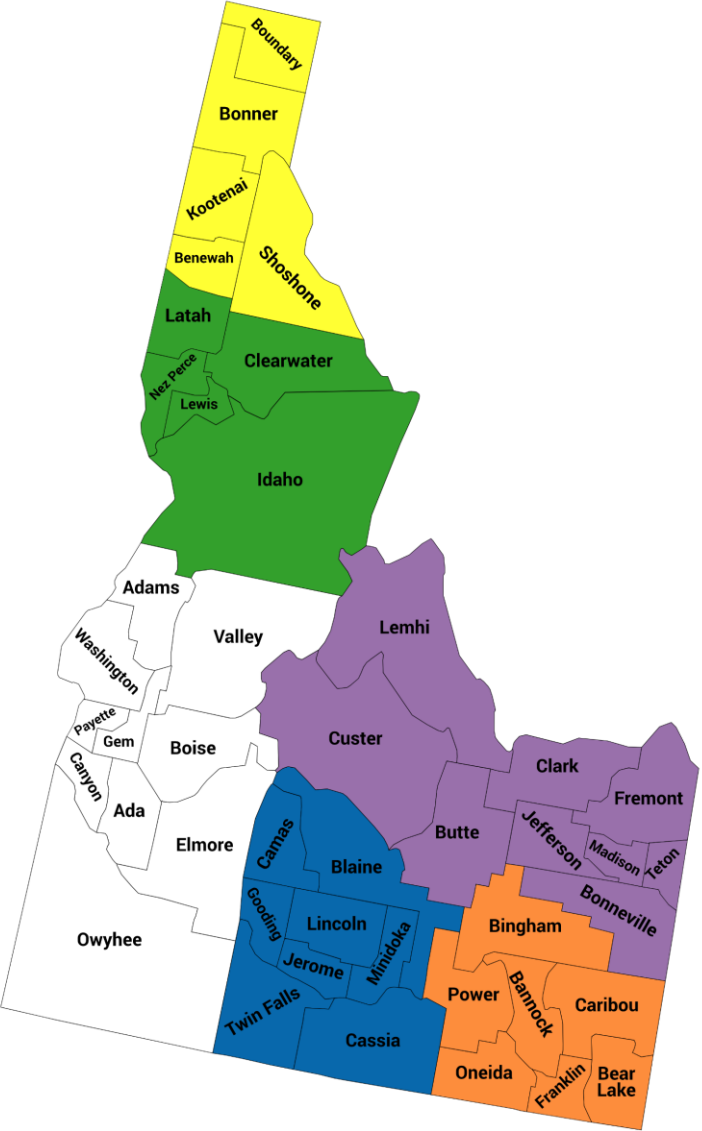 Boundary
Bonner
Kootenai
Benewah
Shoshone
Latah
Clearwater
Nez Perce
Lewis
Idaho
Adams
Valley
Lemhi
Washington
Payette
Gem
Boise
Custer
Canyon
Ada
Elmore
Camas
Blaine
Butte
Clark
Fremont
Jefferson
Madison
Teton
Bonneville
Owyhee
Gooding
Lincoln
Jerome
Minidoka
Twin Falls
Cassia
Bingham
Power
Bannock
Caribou
Oneida
Franklin
Bear
Lake